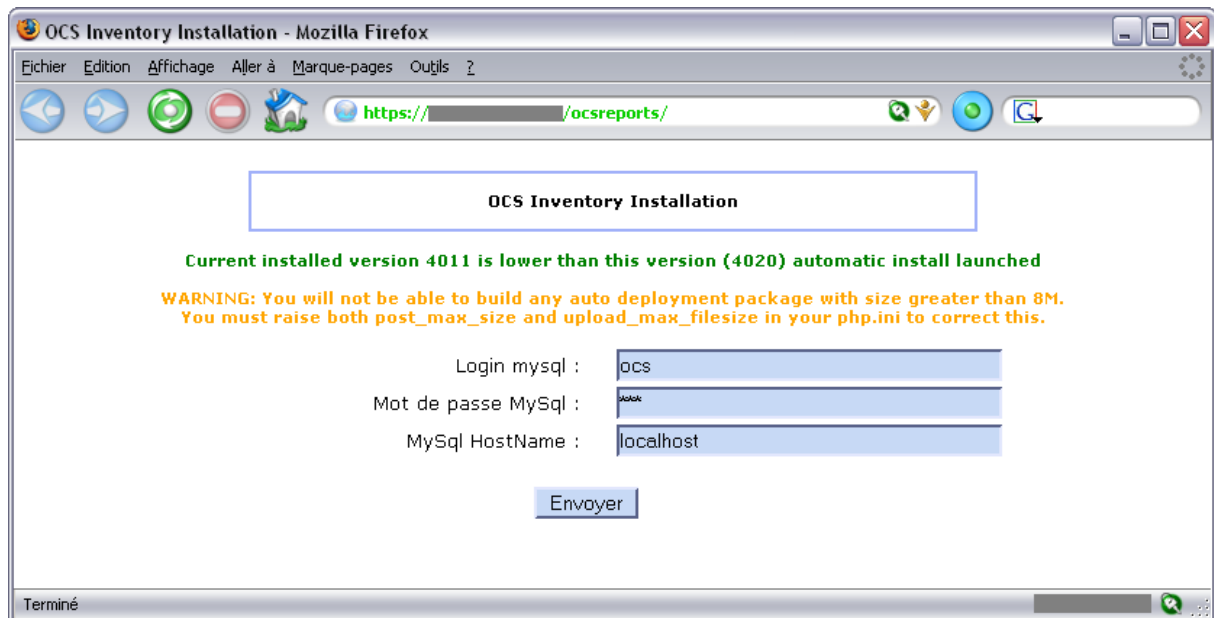 OCS Inventory Installation - Mozilla Firefox
Eichier Edition Affichage Aller à Marque-pages Outils ?
https:// /ocsreports/
G
OCS Inventory Installation
Current installed version 4011 is lower than this version (4020) automatic install launched
WARNING: You will not be able to build any auto deployment package with size greater than 8M.
You must raise both post_max_size and upload_max_filesize in your php.ini to correct this.
Login mysql : ocs
Mot de passe MySql : ****
MySql HostName : localhost
Envoyer
Terminé